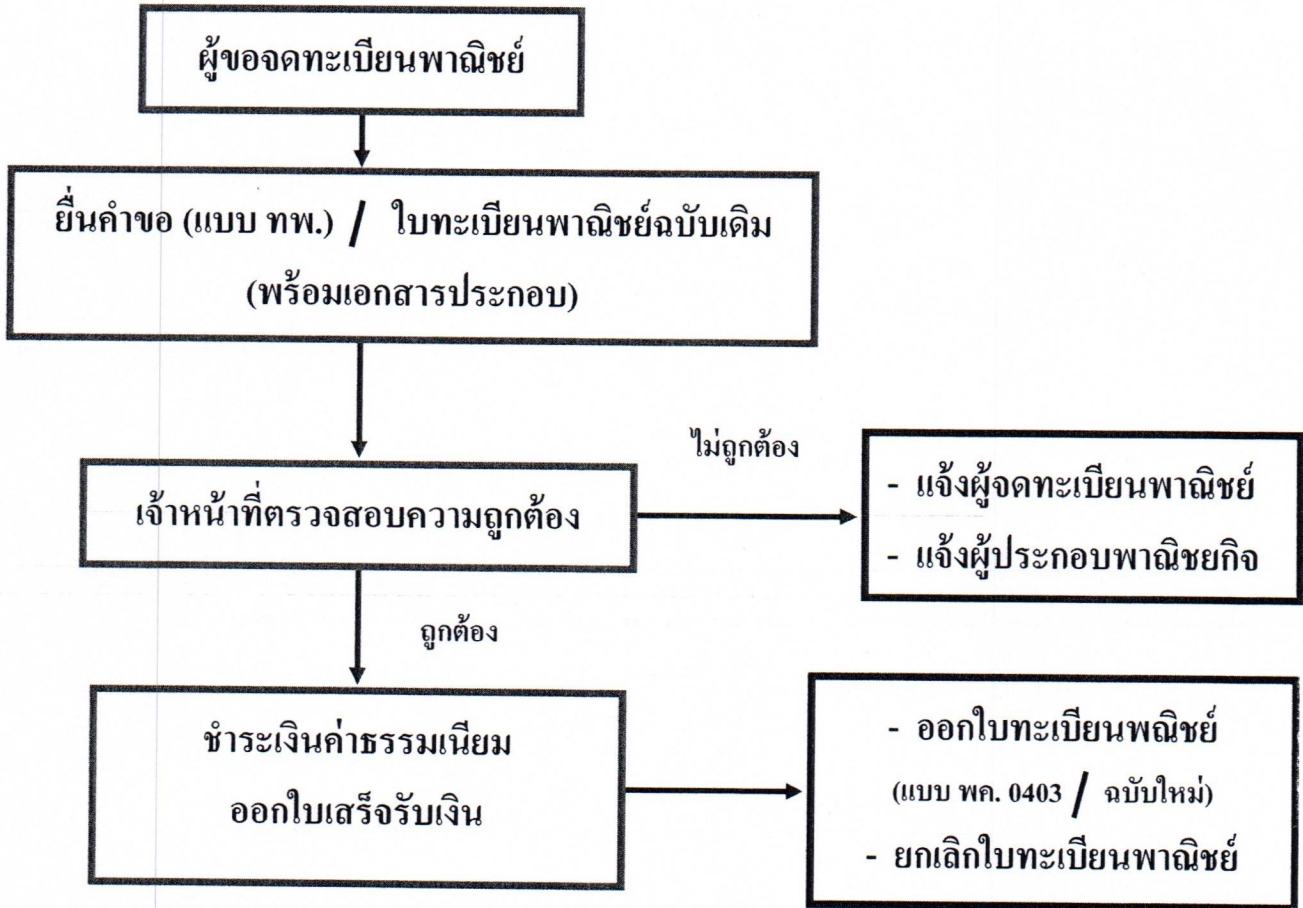 ผู้ขอจดทะเบียนพาณิชย์
ยื่นคำขอ (แบบ ทพ.) / ใบทะเบียนพาณิชย์ฉบับเดิม
(พร้อมเอกสารประกอบ)
เจ้าหน้าที่ตรวจสอบความถูกต้อง
ไม่ถูกต้อง
- แจ้งผู้จดทะเบียนพาณิชย์
- แจ้งผู้ประกอบพาณิชยกิจ
ถูกต้อง
ชำระเงินค่าธรรมเนียม
ออกใบเสร็จรับเงิน
- ออกใบทะเบียนพณิชย์
(แบบ พค. 0403 / ฉบับใหม่)
- ยกเลิกใบทะเบียนพาณิชย์